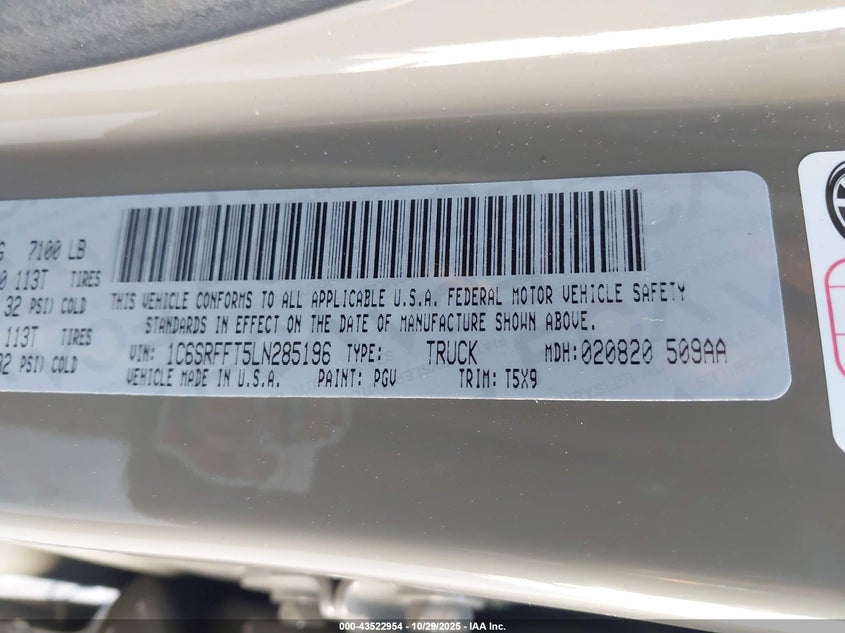 7100 LB
113T TIRES
32 PSI) COLD
113T TIRES
32 PSI) COLD
THIS VEHICLE CONFORMS TO ALL APPLICABLE U.S.A. FEDERAL MOTOR VEHICLE SAFETY
STANDARDS IN EFFECT ON THE DATE OF MANUFACTURE SHOWN ABOVE.
VIN: 1C6SRFFT5LN285196 TYPE: TRUCK MDH: 020820 509AA
VEHICLE MADE IN U.S.A. PAINT: PGV TRIM: T5X9
000-43522954 - 10/29/2025 - IAA Inc.